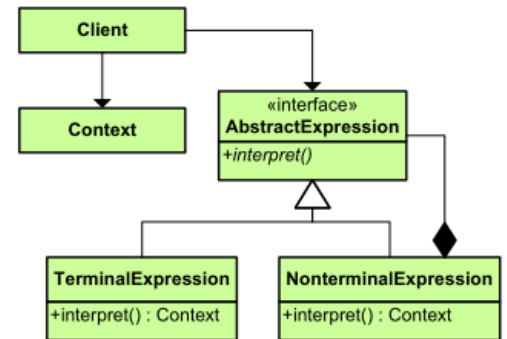 Client
Context
«interface»
AbstractExpression
+interpret()
TerminalExpression
+interpret() : Context
NonterminalExpression
+interpret() : Context